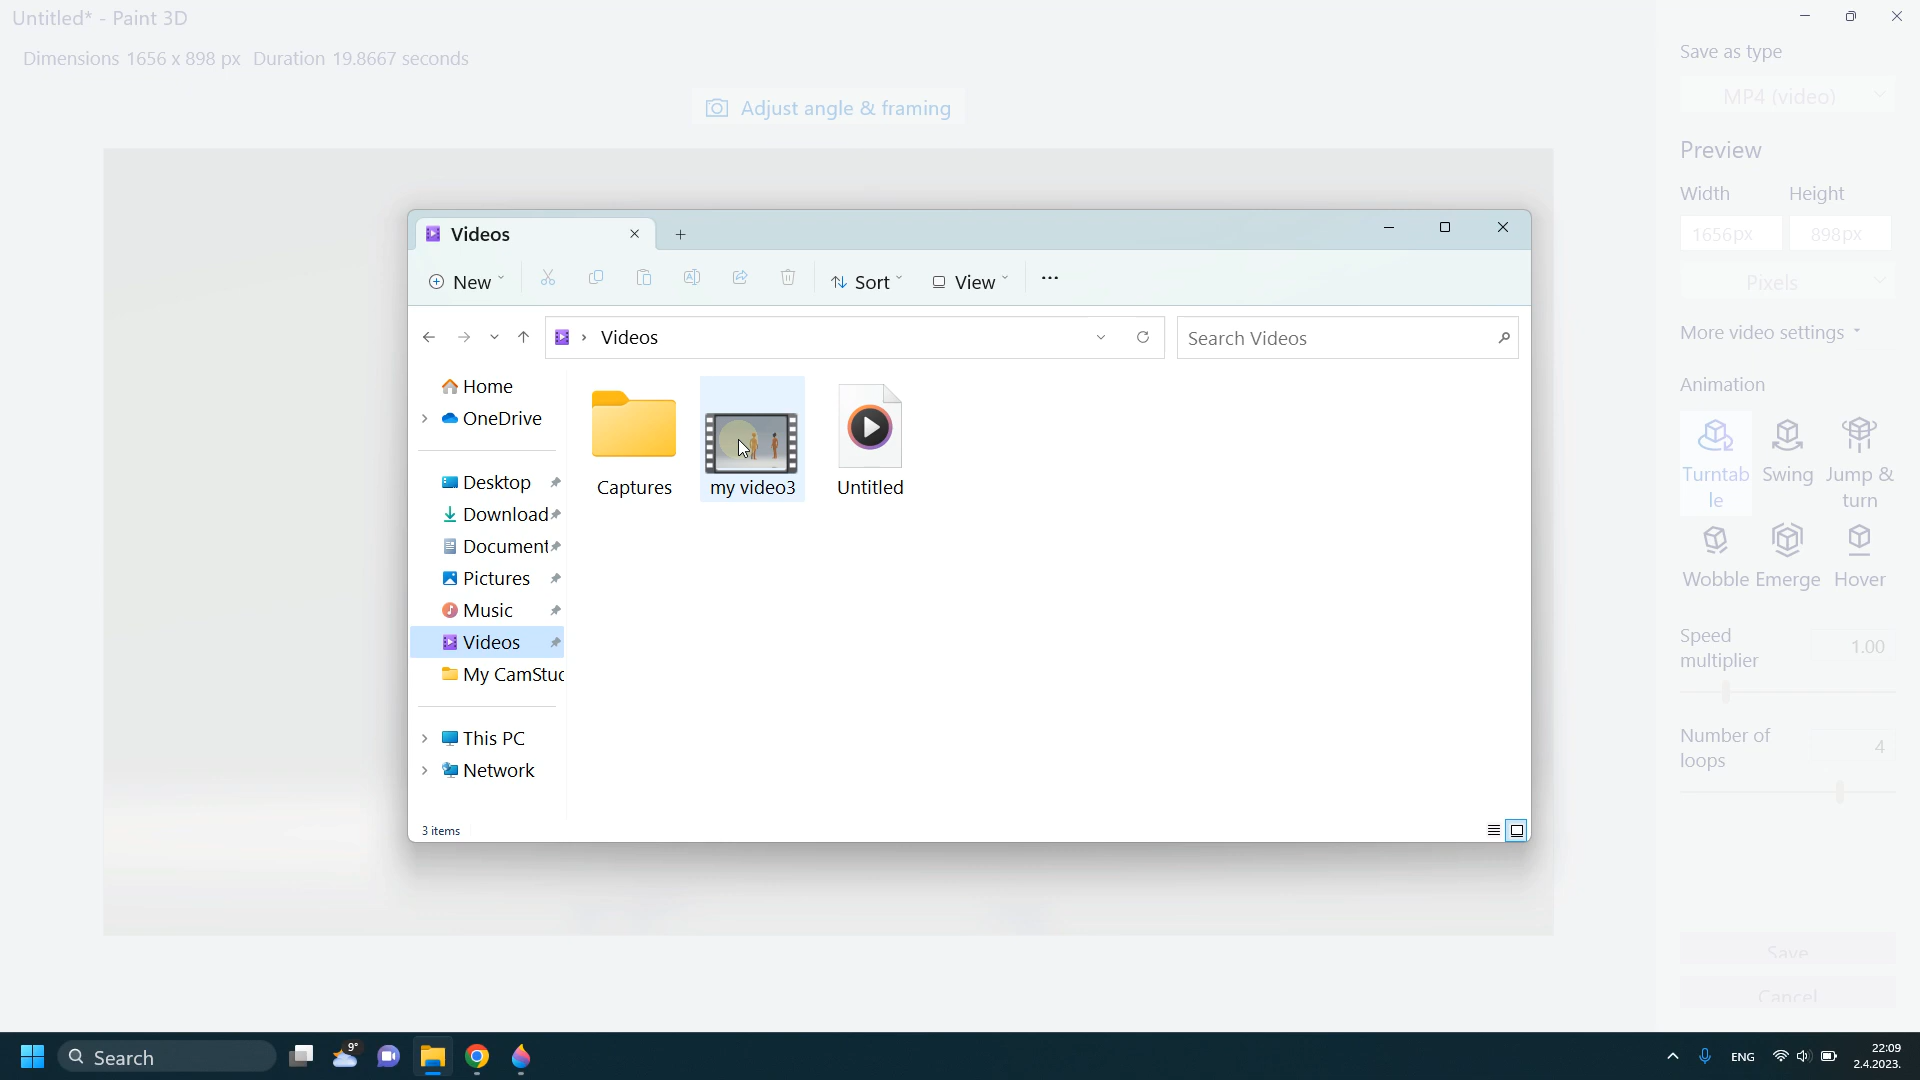 Untitled* - Paint 3D
Dimensions 1656 x 898 px Duration 19.8667 seconds
Adjust angle & framing
Save as type
MP4 (video)
Preview
Width Height
1656px 898px
Pixels
More video settings
Animation
Turntab
le
Swing
Jump &
turn
Wobble Emerge Hover
Speed
multiplier
1.00
Number of
loops
4
Save
Cancel
Videos
New Sort View
Videos
Search Videos
Home
OneDrive
Desktop
Download
Document
Pictures
Music
Videos
My CamStud
This PC
Network
Captures my video3 Untitled
3 items
Search
9°
ENG
22:09
2.4.2023.